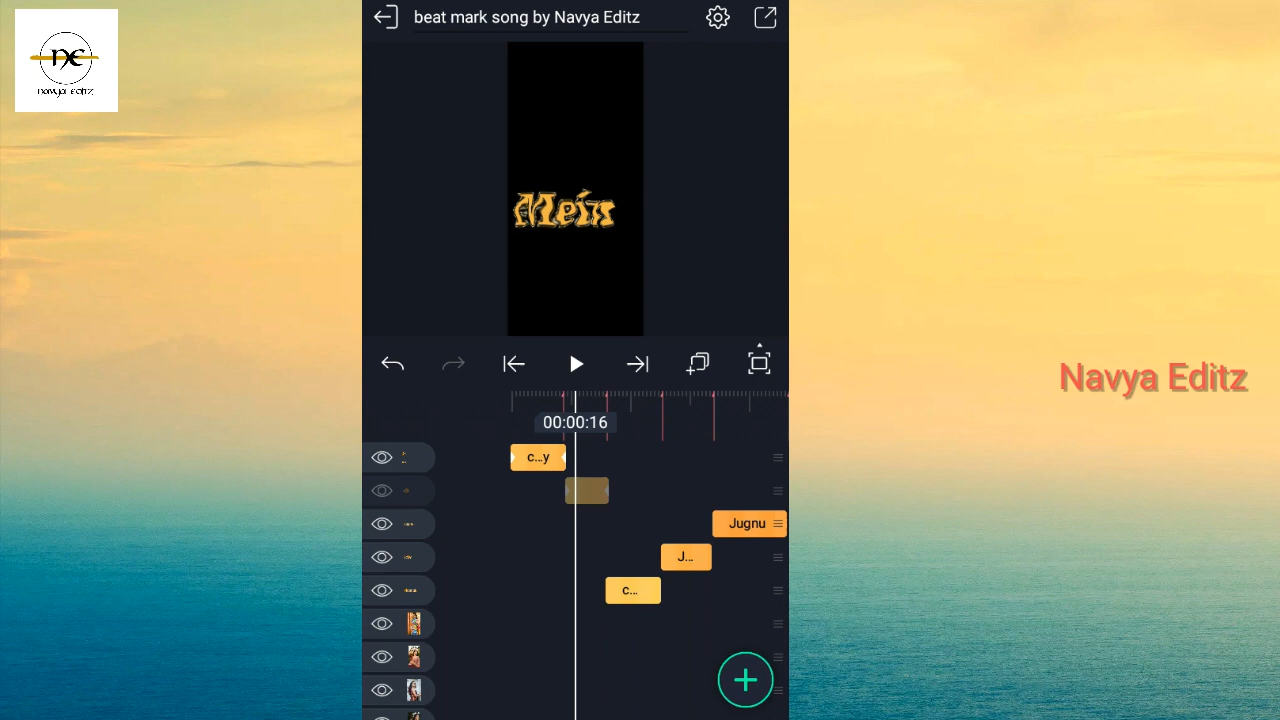 beat mark song by Navya Editz
navya editz
Mein
Navya Editz
00:00:16
c...y
Jugnu
J...
c...